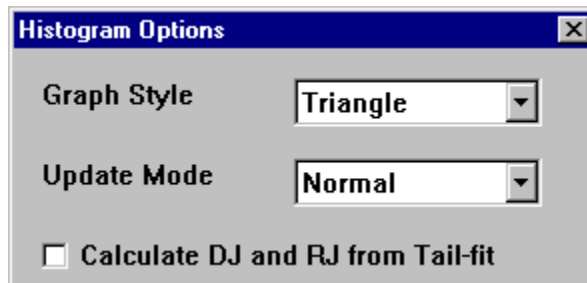 Histogram Options
Graph Style Triangle
Update Mode Normal
Calculate DJ and RJ from Tail-fit